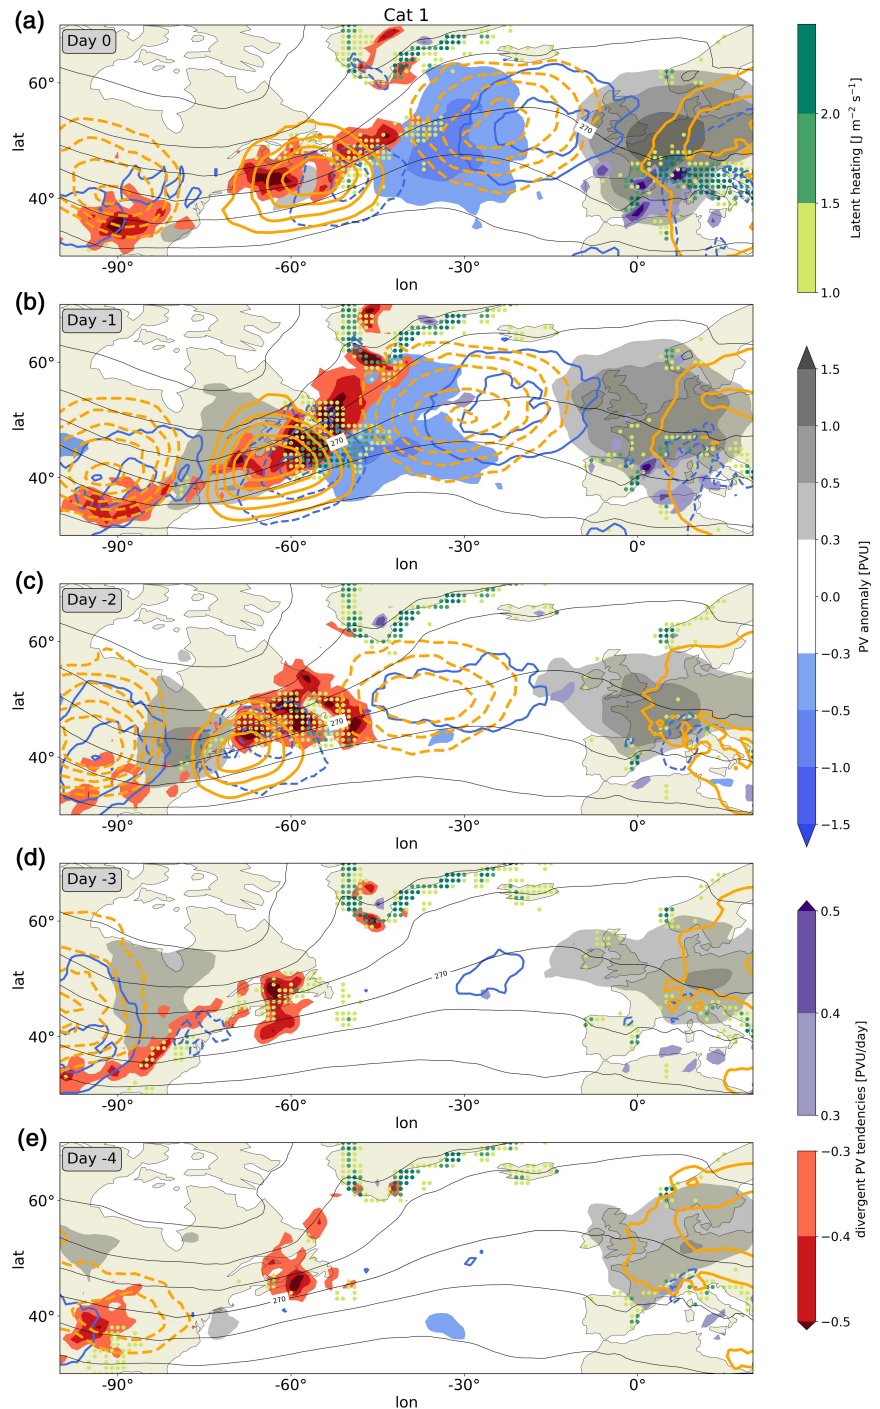 Cat 1
(a)
Day 0
60°
40°
lat
270
-90°
-60°
-30°
0°
lon
(b)
Day -1
60°
40°
lat
270
-90°
-60°
-30°
0°
lon
(c)
Day -2
60°
40°
lat
270
-90°
-60°
-30°
0°
lon
(d)
Day -3
60°
40°
lat
270
-90°
-60°
-30°
0°
lon
(e)
Day -4
60°
40°
lat
270
-90°
-60°
-30°
0°
lon
2.0
1.5
1.0
Latent heating [J m⁻² s⁻¹]
1.5
1.0
0.5
0.3
0.0
−0.3
−0.5
−1.0
−1.5
PV anomaly [PVU]
0.5
0.4
0.3
−0.3
−0.4
−0.5
divergent PV tendencies [PVU/day]